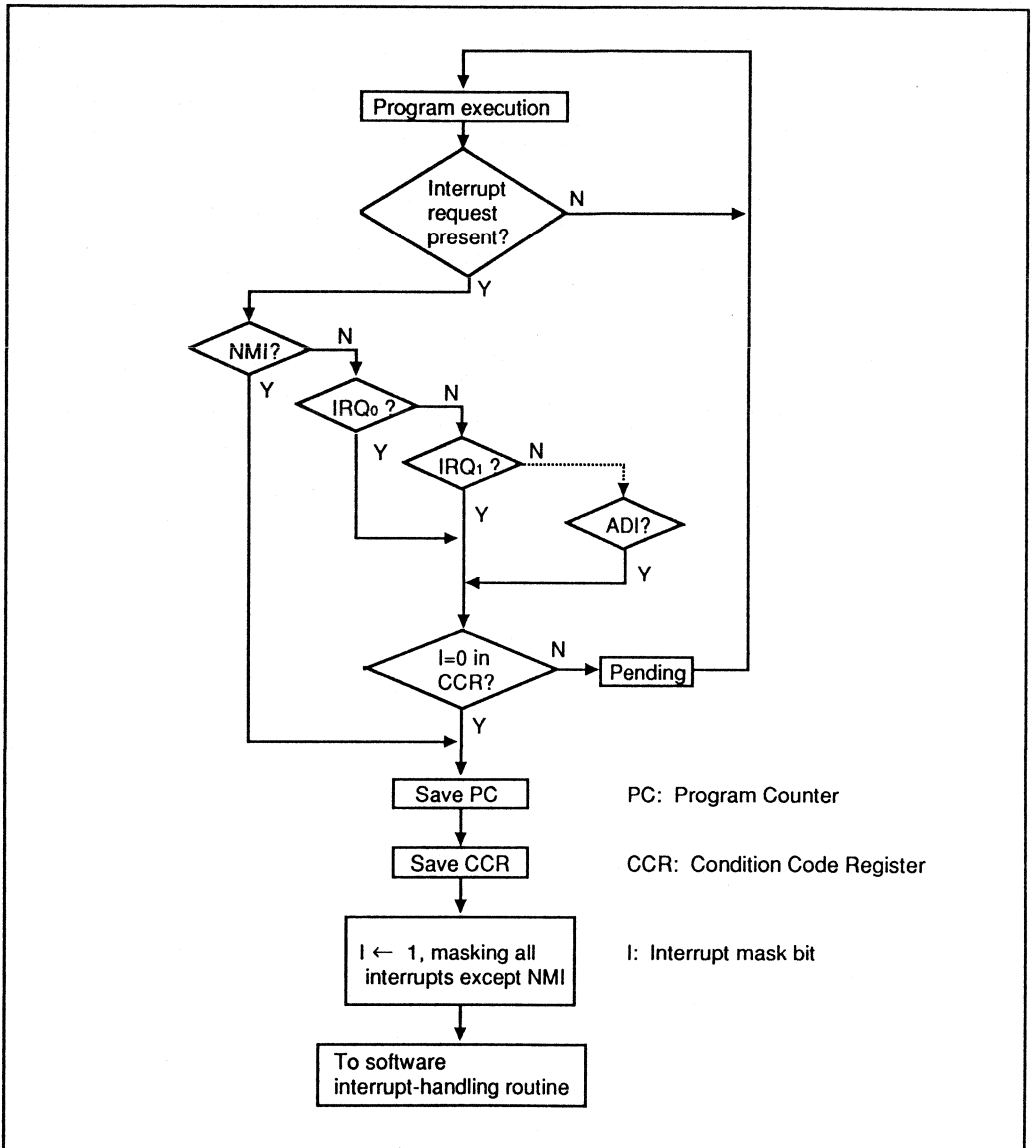 Program execution
Interrupt
request
present?
N
Y
NMI?
N
Y
IRQ₀ ?
N
Y
IRQ₁ ?
N
Y
ADI?
Y
I=0 in
CCR?
N
Pending
Y
Save PC
PC: Program Counter
Save CCR
CCR: Condition Code Register
I ← 1, masking all
interrupts except NMI
I: Interrupt mask bit
To software
interrupt-handling routine